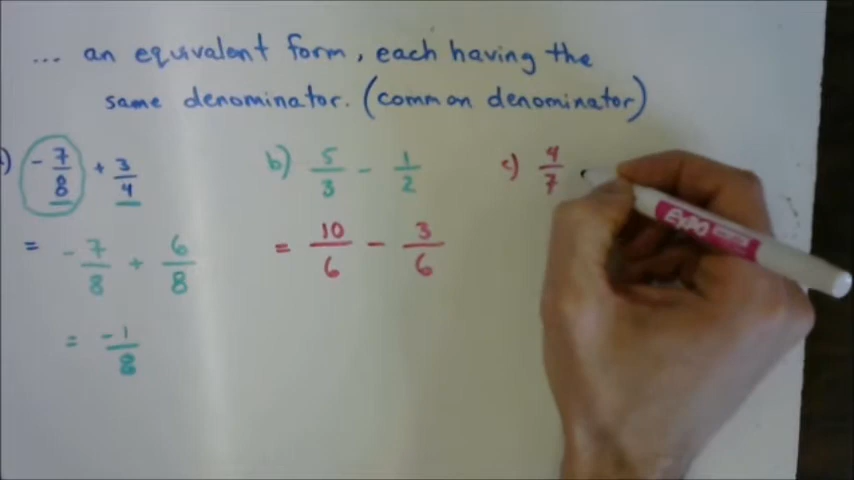 ... an equivalent form, each having the
same denominator. (common denominator)
) -7/8 + 3/4
b) 5/3 - 1/2
c) 4/7
= -7/8 + 6/8
= 10/6 - 3/6
= -1/8
EXPO